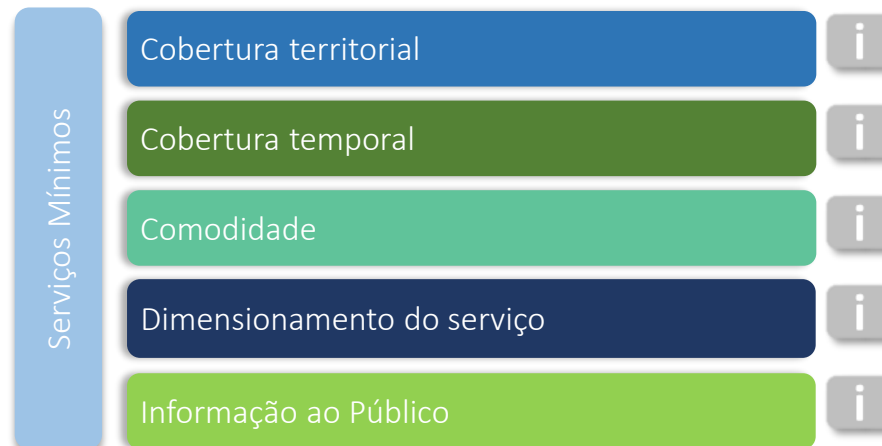 Serviços Mínimos
Cobertura territorial
i
Cobertura temporal
i
Comodidade
i
Dimensionamento do serviço
i
Informação ao Público
i